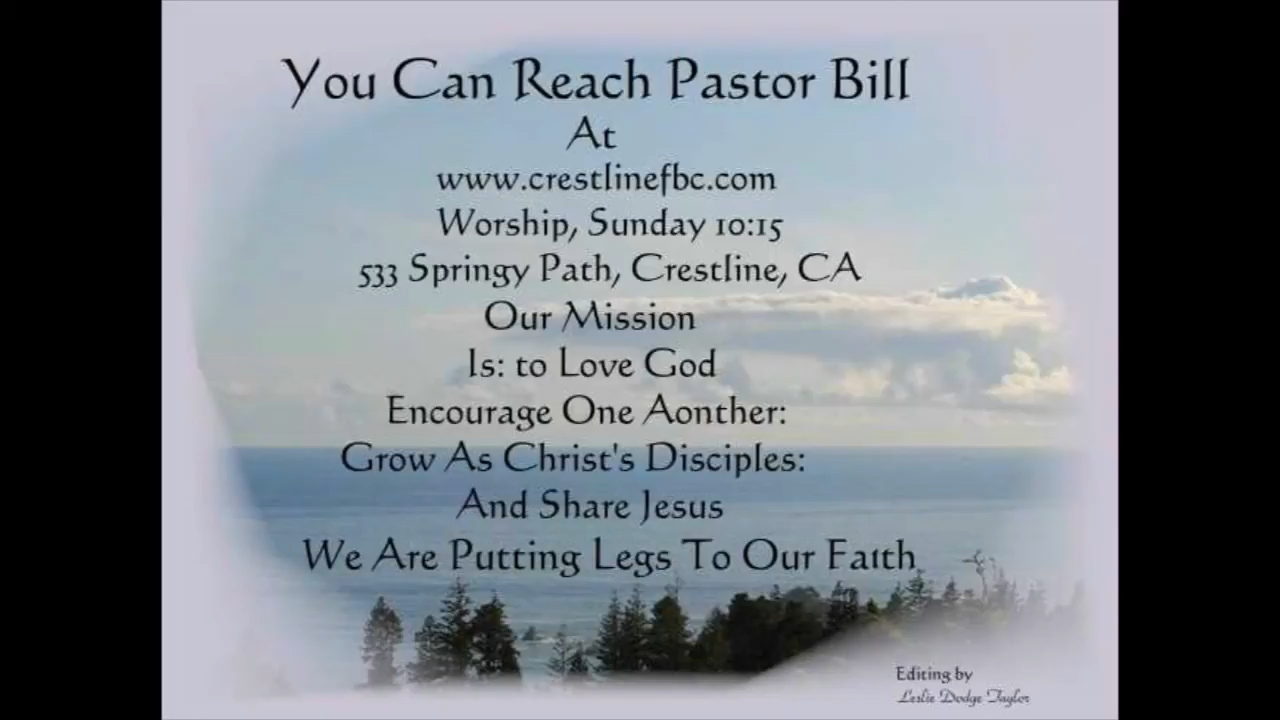 You Can Reach Pastor Bill
At
www.crestlinefbc.com
Worship, Sunday 10:15
533 Springy Path, Crestline, CA
Our Mission
Is: to Love God
Encourage One Aonther:
Grow As Christ's Disciples:
And Share Jesus
We Are Putting Legs To Our Faith
Editing by
Leslie Dodge Taylor